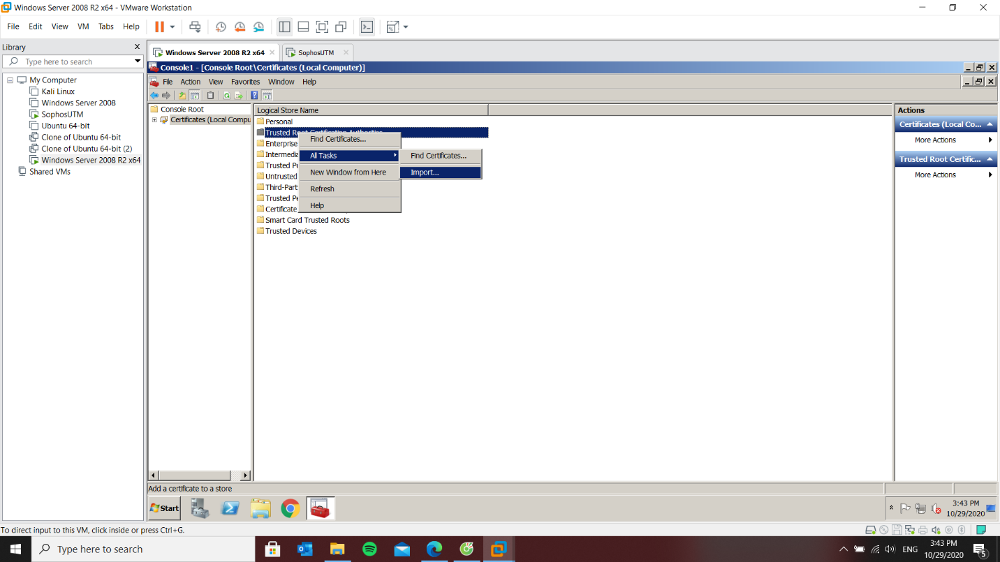 Windows Server 2008 R2 x64 - VMware Workstation
File Edit View VM Tabs Help
Library
Type here to search
My Computer
Kali Linux
Windows Server 2008
SophosUTM
Ubuntu 64-bit
Clone of Ubuntu 64-bit
Clone of Ubuntu 64-bit (2)
Windows Server 2008 R2 x64
Shared VMs
Windows Server 2008 R2 x64
SophosUTM
Console1 - [Console Root\Certificates (Local Computer)]
File Action View Favorites Window Help
Console Root
Certificates (Local Compu
Logical Store Name
Personal
Trusted Root Certification Authorities
Enterprise
Intermedia
Trusted Pu
Untrusted
Third-Part
Trusted Pe
Certificate
Smart Card Trusted Roots
Trusted Devices
Find Certificates...
All Tasks
New Window from Here
Refresh
Help
Find Certificates...
Import...
Actions
Certificates (Local Co...
More Actions
Trusted Root Certific...
More Actions
Add a certificate to a store
Start
3:43 PM
10/29/2020
To direct input to this VM, click inside or press Ctrl+G.
Type here to search
ENG
3:43 PM
10/29/2020
5